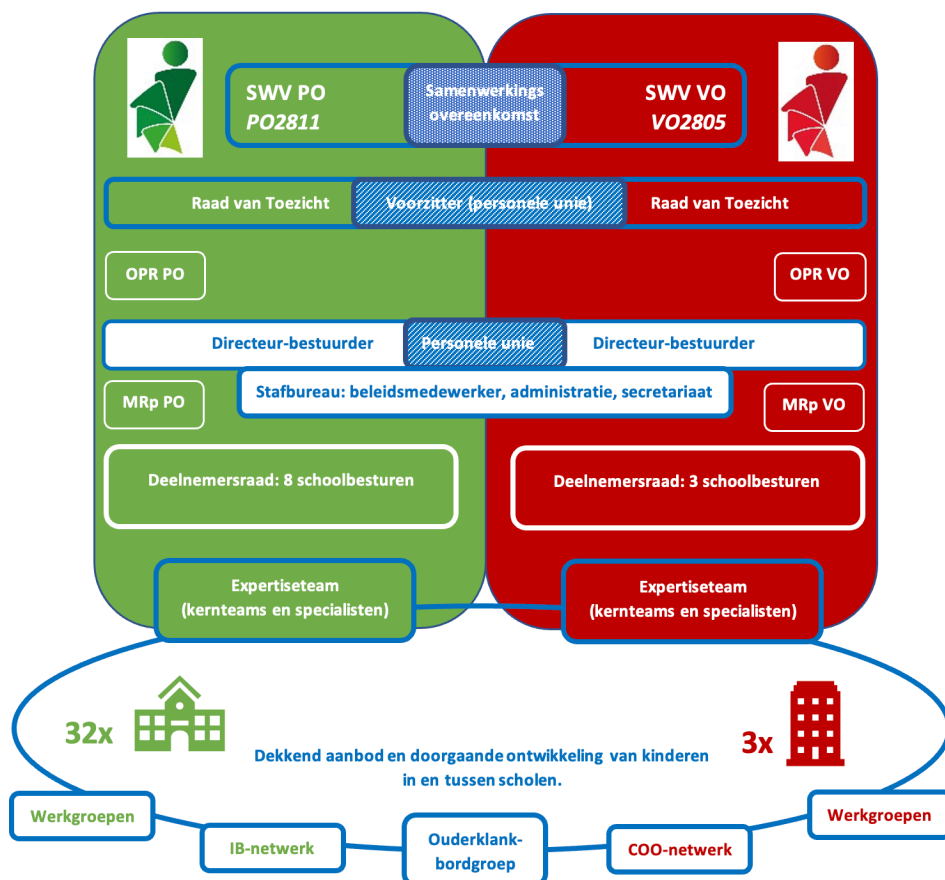 SWV PO
PO2811
Samenwerkings
overeenkomst
SWV VO
VO2805
Raad van Toezicht
Voorzitter (personele unie)
Raad van Toezicht
OPR PO
OPR VO
Directeur-bestuurder
Personele unie
Directeur-bestuurder
Stafbureau: beleidsmedewerker, administratie, secretariaat
MRp PO
MRp VO
Deelnemersraad: 8 schoolbesturen
Deelnemersraad: 3 schoolbesturen
Expertiseteam
(kernteams en specialisten)
Expertiseteam
(kernteams en specialisten)
32x
3x
Dekkend aanbod en doorgaande ontwikkeling van kinderen
in en tussen scholen.
Werkgroepen
IB-netwerk
Ouderklank-
bordgroep
COO-netwerk
Werkgroepen